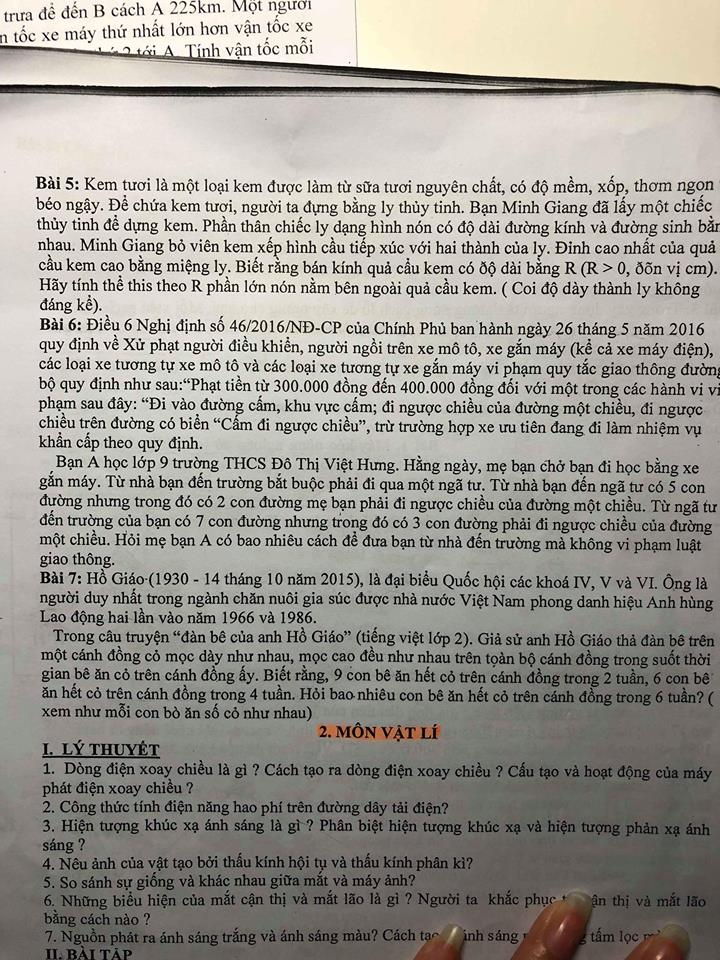 trưa để đến B cách A 225km. Một người
n tốc xe máy thứ nhất lớn hơn vận tốc xe
2 tới A. Tính vận tốc mỗi
Bài 5: Kem tươi là một loại kem được làm từ sữa tươi nguyên chất, có độ mềm, xốp, thơm ngon
béo ngậy. Để chứa kem tươi, người ta đựng bằng ly thủy tinh. Bạn Minh Giang đã lấy một chiếc
thủy tinh để dựng kem. Phần thân chiếc ly dạng hình nón có độ dài đường kính và đường sinh bằn
nhau. Minh Giang bỏ viên kem xếp hình cầu tiếp xúc với hai thành của ly. Đỉnh cao nhất của quả
cầu kem cao bằng miệng ly. Biết rằng bán kính quả cầu kem có ðộ dài bằng R (R > 0, ðõn vị cm).
Hãy tính thể this theo R phần lớn nón nằm bên ngoài quả cầu kem. ( Coi độ dày thành ly không
đáng kể).
Bài 6: Điều 6 Nghị định số 46/2016/NĐ-CP của Chính Phủ ban hành ngày 26 tháng 5 năm 2016
quy định về Xử phạt người điều khiển, người ngồi trên xe mô tô, xe gắn máy (kể cả xe máy điện),
các loại xe tương tự xe mô tô và các loại xe tương tự xe gắn máy vi phạm quy tắc giao thông đường
bộ quy định như sau:“Phạt tiền từ 300.000 đồng đến 400.000 đồng đối với một trong các hành vi vi
phạm sau đây: “Đi vào đường cấm, khu vực cấm; đi ngược chiều của đường một chiều, đi ngược
chiều trên đường có biển “Cấm đi ngược chiều”, trừ trường hợp xe ưu tiên đang đi làm nhiệm vụ
khẩn cấp theo quy định.
Bạn A học lớp 9 trường THCS Đô Thị Việt Hưng. Hằng ngày, mẹ bạn chở bạn đi học bằng xe
gắn máy. Từ nhà bạn đến trường bắt buộc phải đi qua một ngã tư. Từ nhà bạn đến ngã tư có 5 con
đường nhưng trong đó có 2 con đường mẹ bạn phải đi ngược chiều của đường một chiều. Từ ngã tư
đến trường của bạn có 7 con đường nhưng trong đó có 3 con đường phải đi ngược chiều của đường
một chiều. Hỏi mẹ bạn A có bao nhiêu cách để đưa bạn từ nhà đến trường mà không vi phạm luật
giao thông.
Bài 7: Hồ Giáo (1930 - 14 tháng 10 năm 2015), là đại biểu Quốc hội các khoá IV, V và VI. Ông là
người duy nhất trong ngành chăn nuôi gia súc được nhà nước Việt Nam phong danh hiệu Anh hùng
Lao động hai lần vào năm 1966 và 1986.
Trong câu truyện “đàn bê của anh Hồ Giáo” (tiếng việt lớp 2). Giả sử anh Hồ Giáo thả đàn bê trên
một cánh đồng cỏ mọc dày như nhau, mọc cao đều như nhau trên toàn bộ cánh đồng trong suốt thời
gian bê ăn cỏ trên cánh đồng ấy. Biết rằng, 9 con bê ăn hết cỏ trên cánh đồng trong 2 tuần, 6 con bê
ăn hết cỏ trên cánh đồng trong 4 tuần. Hỏi bao nhiêu con bê ăn hết cỏ trên cánh đồng trong 6 tuần? (
xem như mỗi con bò ăn số cỏ như nhau)
2. MÔN VẬT LÍ
I. LÝ THUYẾT
1. Dòng điện xoay chiều là gì ? Cách tạo ra dòng điện xoay chiều ? Cấu tạo và hoạt động của máy
phát điện xoay chiều ?
2. Công thức tính điện năng hao phí trên đường dây tải điện?
3. Hiện tượng khúc xạ ánh sáng là gì ? Phân biệt hiện tượng khúc xạ và hiện tượng phản xạ ánh
sáng ?
4. Nêu ảnh của vật tạo bởi thấu kính hội tụ và thấu kính phân kì?
5. So sánh sự giống và khác nhau giữa mắt và máy ảnh?
6. Những biểu hiện của mắt cận thị và mắt lão là gì ? Người ta khắc phục cận thị và mắt lão
bằng cách nào ?
7. Nguồn phát ra ánh sáng trắng và ánh sáng màu? Cách tạo ánh sáng tấm lọc
II. BÀI TẬP